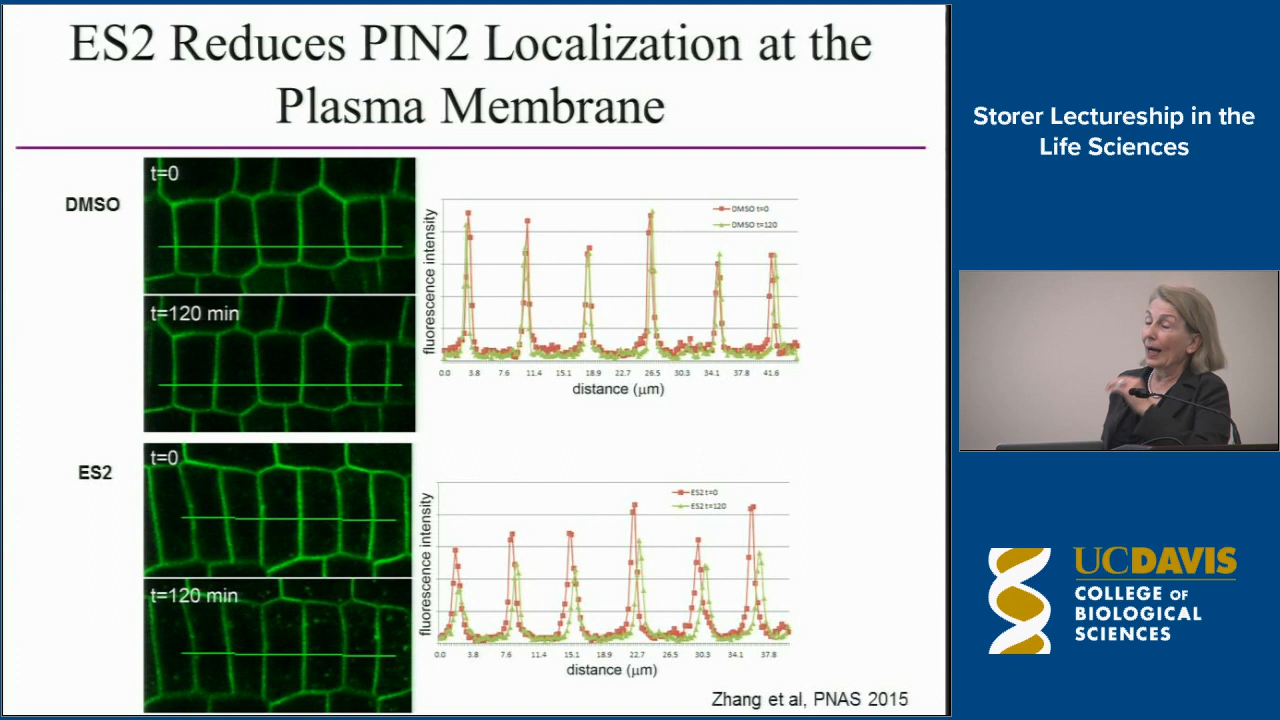 ES2 Reduces PIN2 Localization at the
Plasma Membrane
DMSO
t=0
t=120 min
fluorescence intensity
DMSO t=0
DMSO t=120
0.0 3.8 7.6 11.4 15.1 18.9 22.7 26.5 30.3 34.1 37.8 41.6
distance (µm)
ES2
t=0
t=120 min
fluorescence intensity
ES2 t=0
ES2 t=120
0.0 3.8 7.6 11.4 15.1 18.9 22.7 26.5 30.3 34.1 37.8
distance (µm)
Zhang et al, PNAS 2015
Storer Lectureship in the
Life Sciences
UCDAVIS
COLLEGE OF
BIOLOGICAL
SCIENCES